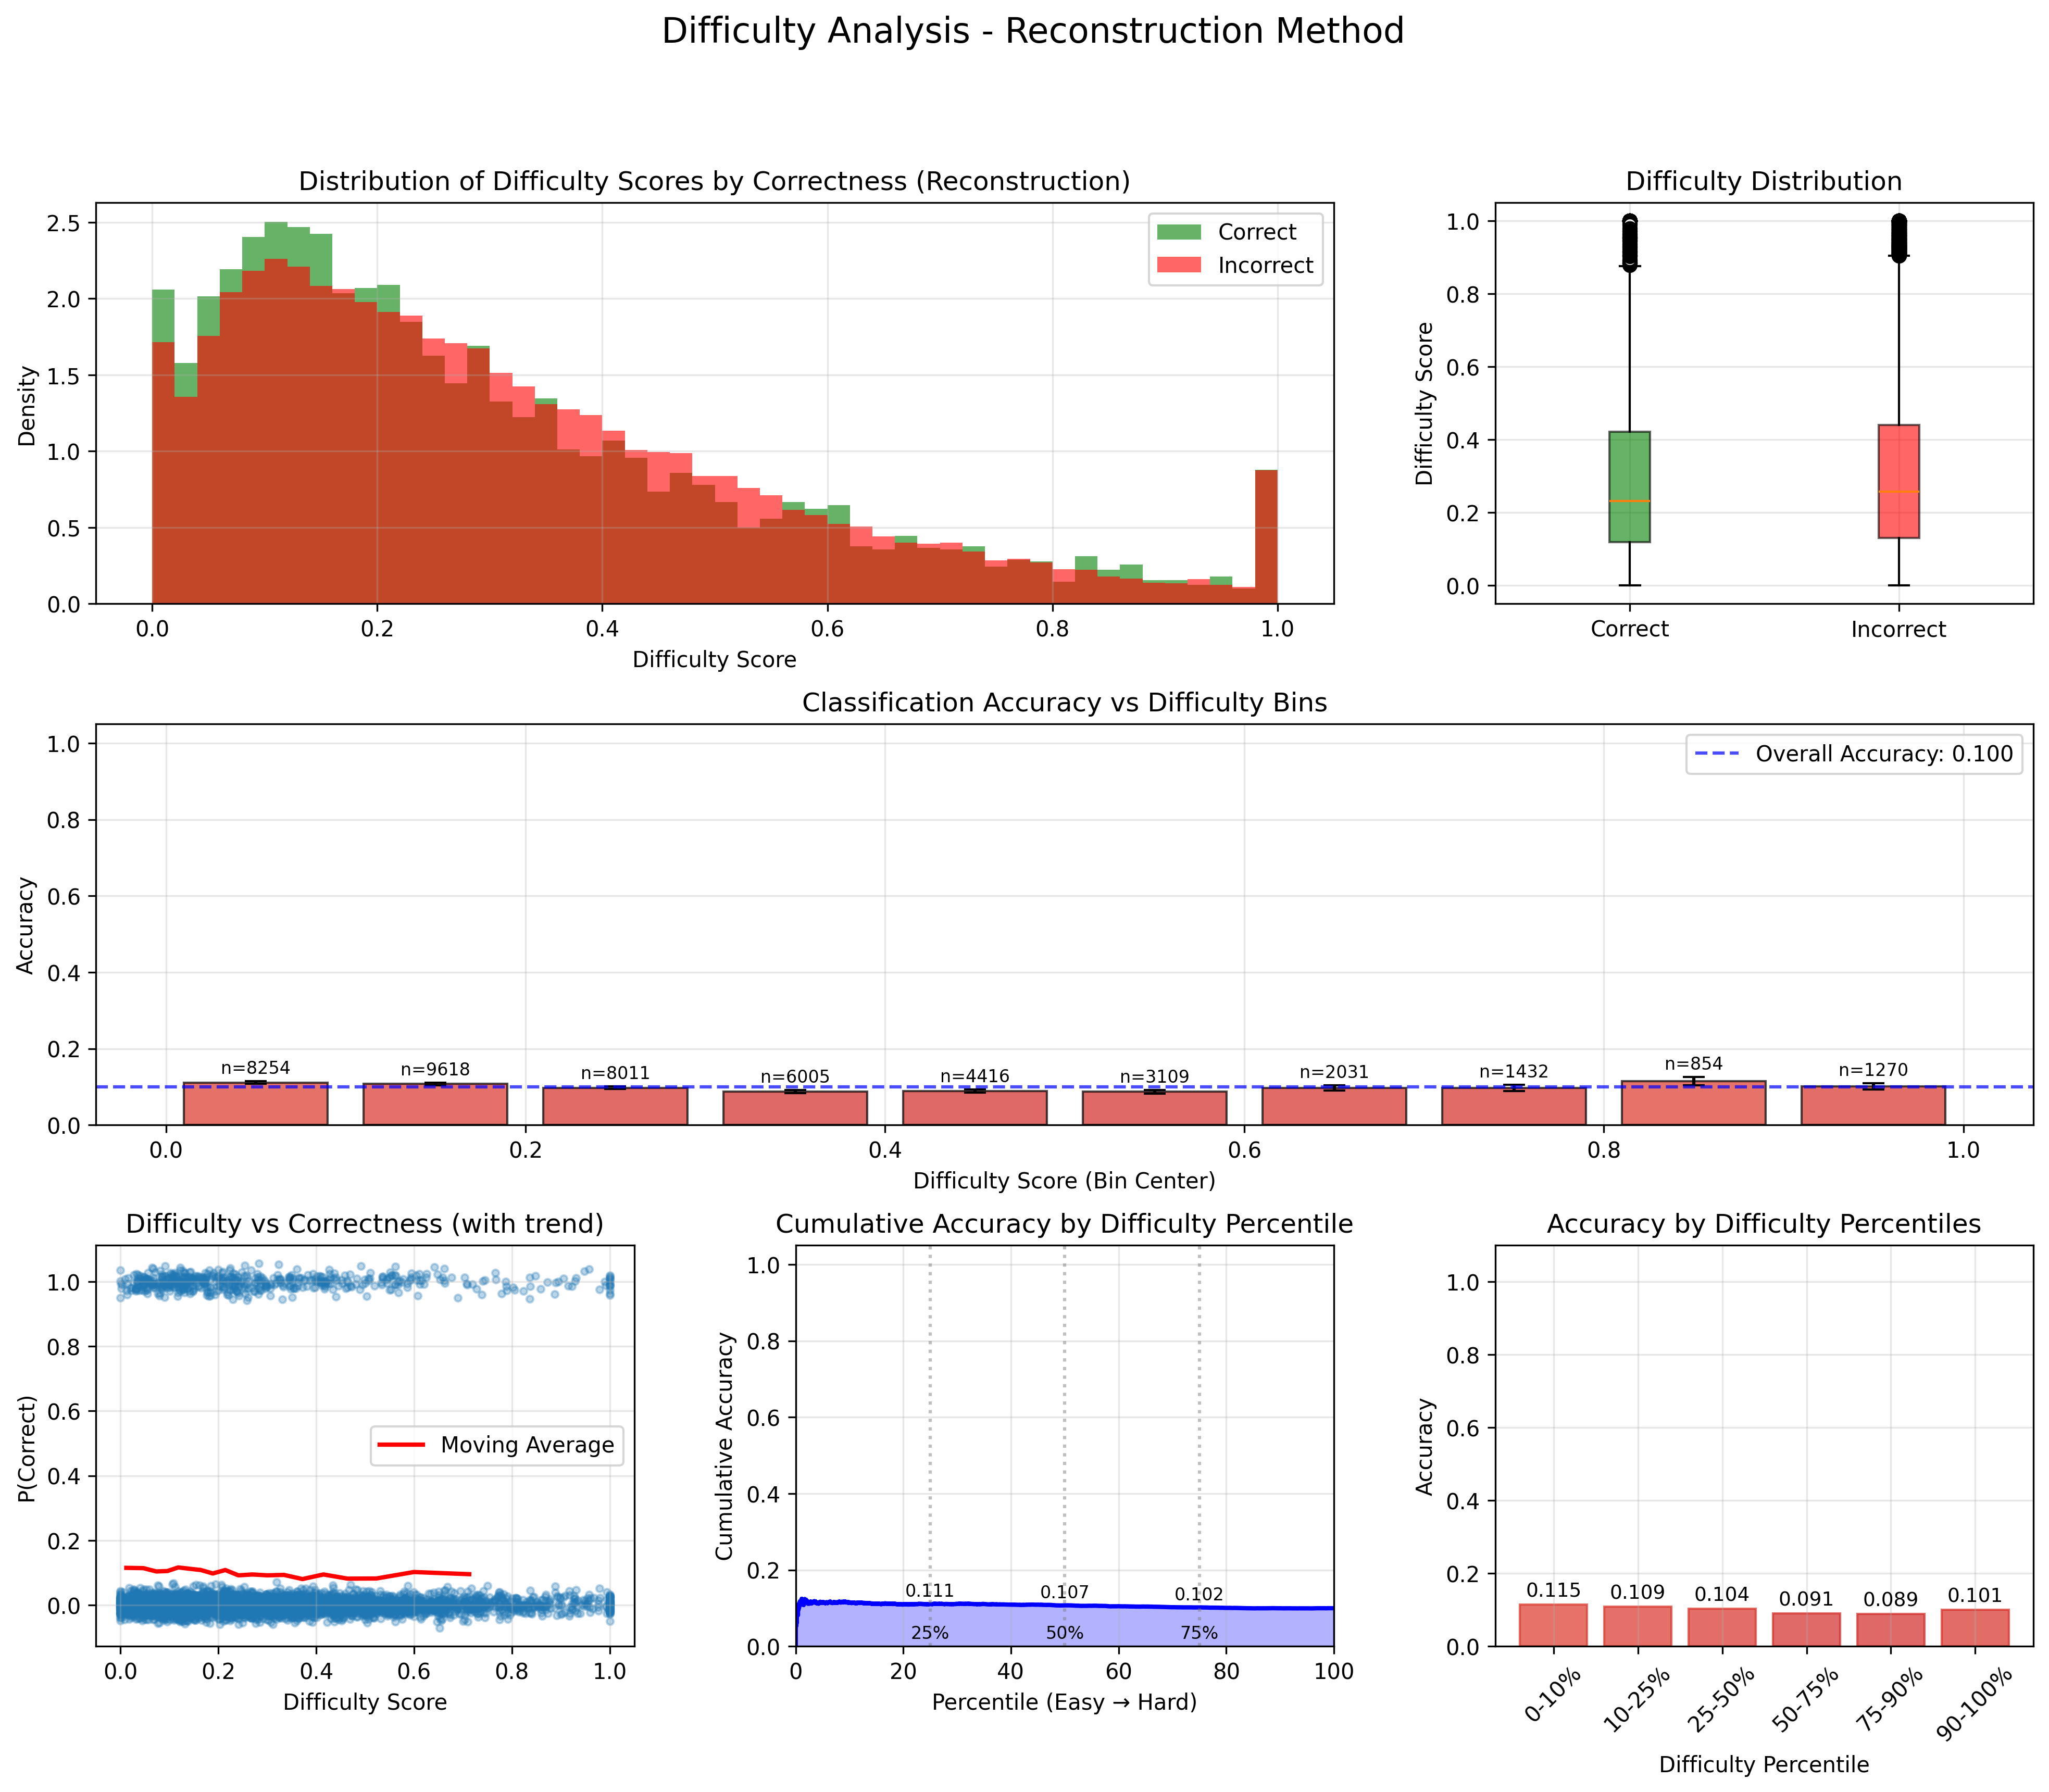 Difficulty Analysis - Reconstruction Method
Distribution of Difficulty Scores by Correctness (Reconstruction)
Density
2.5
2.0
1.5
1.0
0.5
0.0
Correct
Incorrect
0.0 0.2 0.4 0.6 0.8 1.0
Difficulty Score
Difficulty Distribution
Difficulty Score
1.0
0.8
0.6
0.4
0.2
0.0
Correct Incorrect
Classification Accuracy vs Difficulty Bins
Accuracy
1.0
0.8
0.6
0.4
0.2
0.0
Overall Accuracy: 0.100
n=8254 n=9618 n=8011 n=6005 n=4416 n=3109 n=2031 n=1432 n=854 n=1270
0.0 0.2 0.4 0.6 0.8 1.0
Difficulty Score (Bin Center)
Difficulty vs Correctness (with trend)
P(Correct)
1.0
0.8
0.6
0.4
0.2
0.0
Moving Average
0.0 0.2 0.4 0.6 0.8 1.0
Difficulty Score
Cumulative Accuracy by Difficulty Percentile
Cumulative Accuracy
1.0
0.8
0.6
0.4
0.2
0.0
0.111 0.107 0.102
25% 50% 75%
0 20 40 60 80 100
Percentile (Easy → Hard)
Accuracy by Difficulty Percentiles
Accuracy
1.0
0.8
0.6
0.4
0.2
0.0
0.115 0.109 0.104 0.091 0.089 0.101
0-10% 10-25% 25-50% 50-75% 75-90% 90-100%
Difficulty Percentile